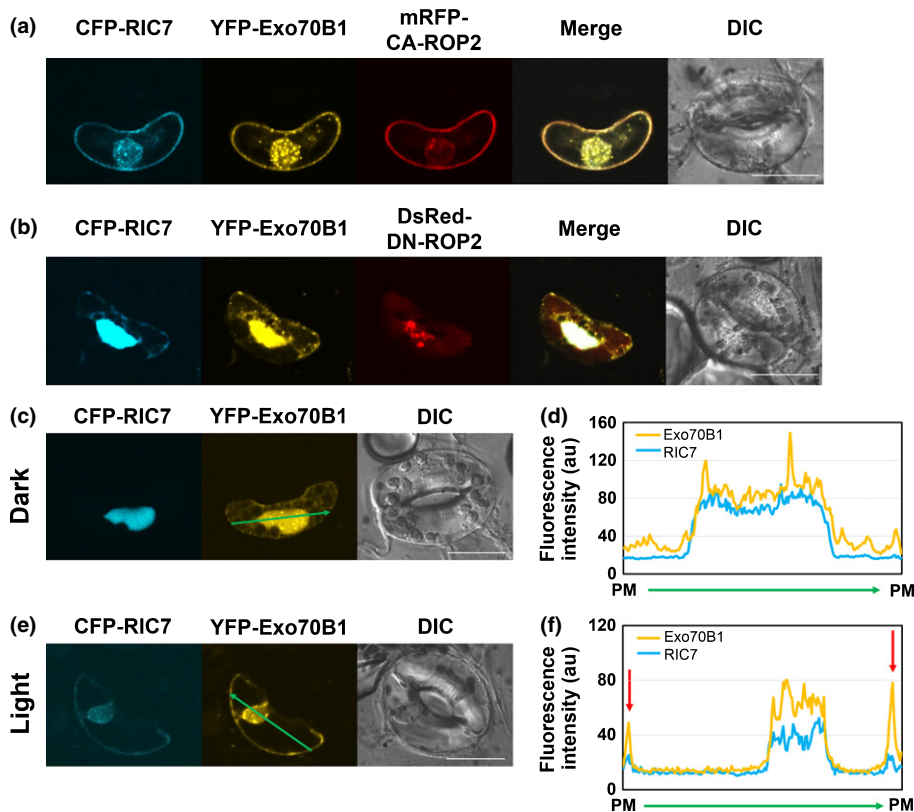 (a)
CFP-RIC7
YFP-Exo70B1
mRFP-
CA-ROP2
Merge
DIC
(b)
CFP-RIC7
YFP-Exo70B1
DsRed-
DN-ROP2
Merge
DIC
(c)
CFP-RIC7
YFP-Exo70B1
DIC
Dark
(d)
Fluorescence
intensity (au)
160
120
80
40
0
Exo70B1
RIC7
PM
PM
(e)
CFP-RIC7
YFP-Exo70B1
DIC
Light
(f)
Fluorescence
intensity (au)
120
80
40
0
Exo70B1
RIC7
PM
PM